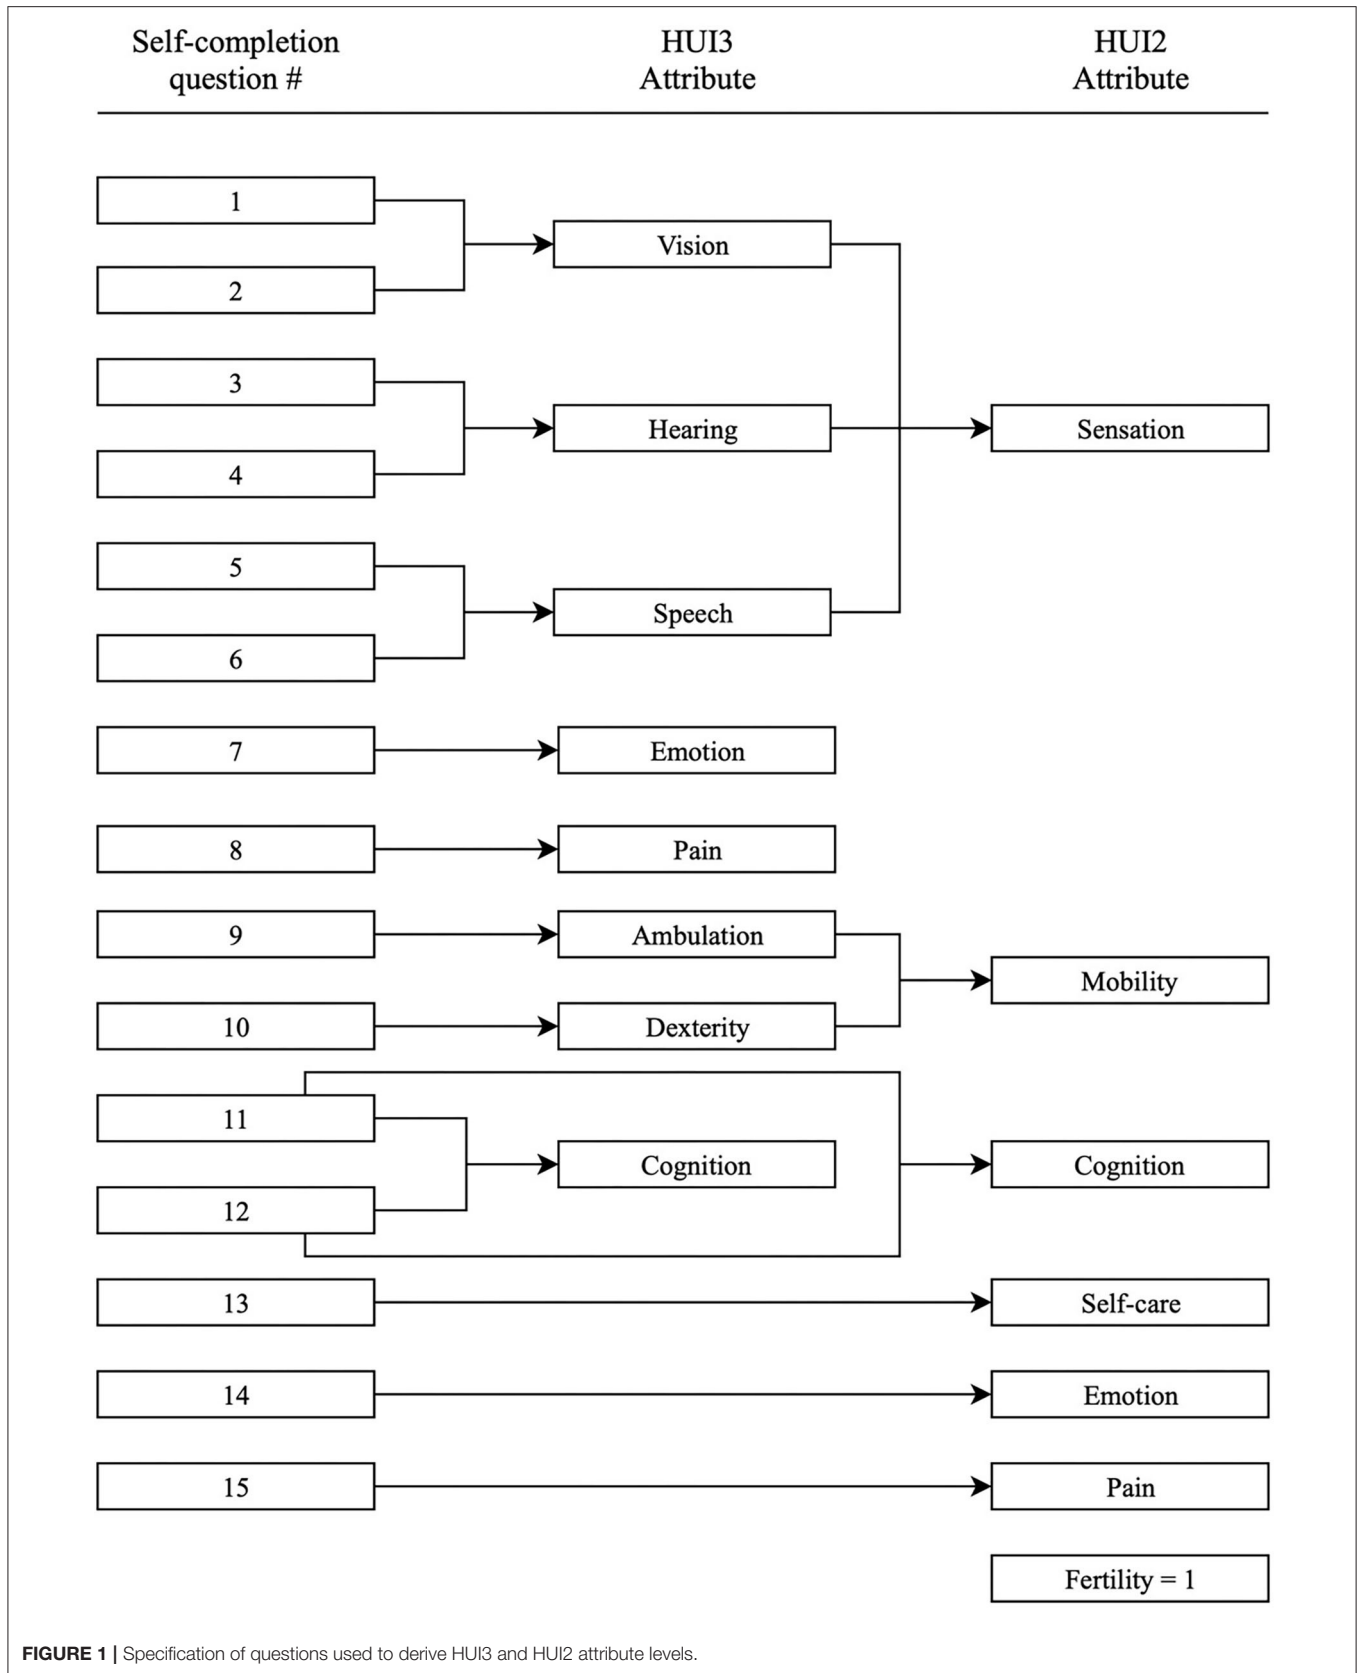 Self-completion question #
HUI3 Attribute
HUI2 Attribute
1
2
Vision
3
4
Hearing
Sensation
5
6
Speech
7
Emotion
8
Pain
9
Ambulation
10
Dexterity
Mobility
11
12
Cognition
Cognition
13
Self-care
14
Emotion
15
Pain
Fertility = 1
FIGURE 1 | Specification of questions used to derive HUI3 and HUI2 attribute levels.